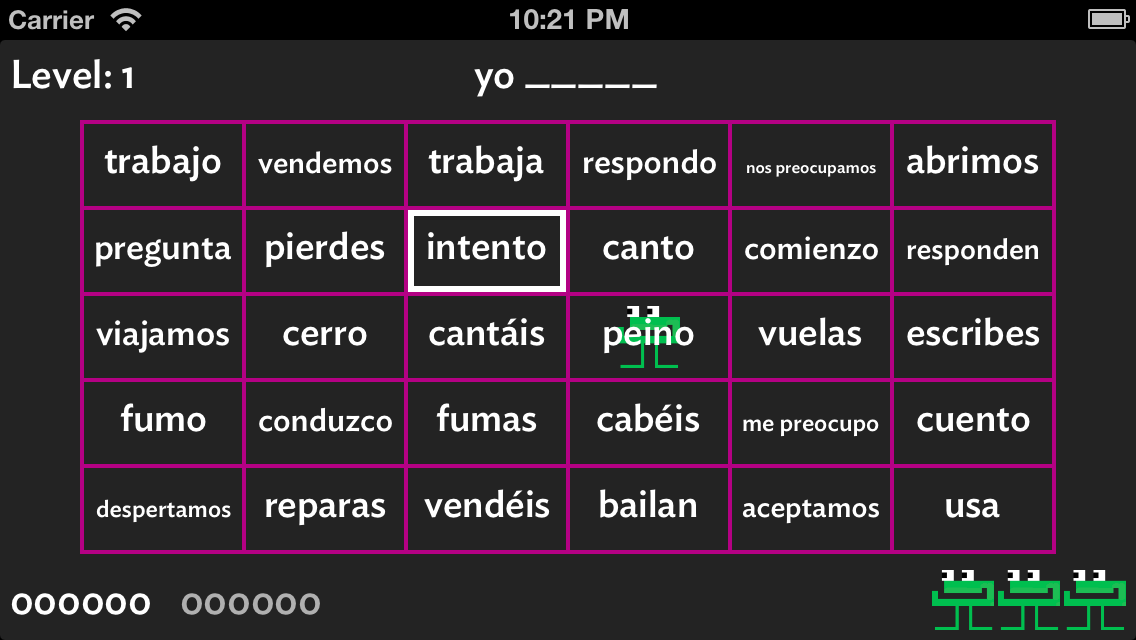 Carrier 10:21 PM
Level: 1 yo _____
trabajo vendemos trabaja respondo nos preocupamos abrimos
pregunta pierdes intento canto comienzo responden
viajamos cerro cantáis peino vuelas escribes
fumo conduzco fumas cabéis me preocupo cuento
despertamos reparas vendéis bailan aceptamos usa
000000 000000